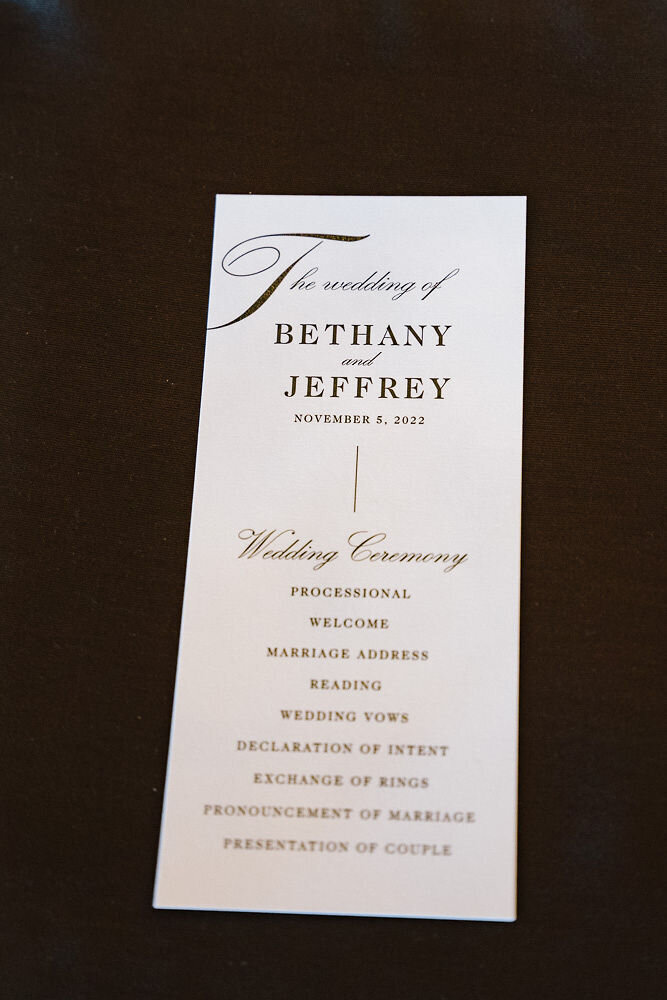 The wedding of
BETHANY
and
JEFFREY
NOVEMBER 5, 2022
Wedding Ceremony
PROCESSIONAL
WELCOME
MARRIAGE ADDRESS
READING
WEDDING VOWS
DECLARATION OF INTENT
EXCHANGE OF RINGS
PRONOUNCEMENT OF MARRIAGE
PRESENTATION OF COUPLE